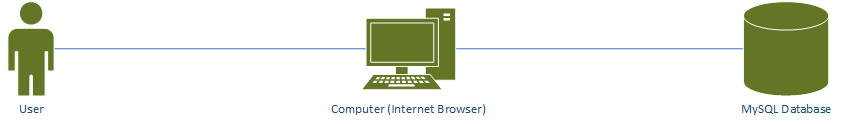 User
Computer (Internet Browser)
MySQL Database